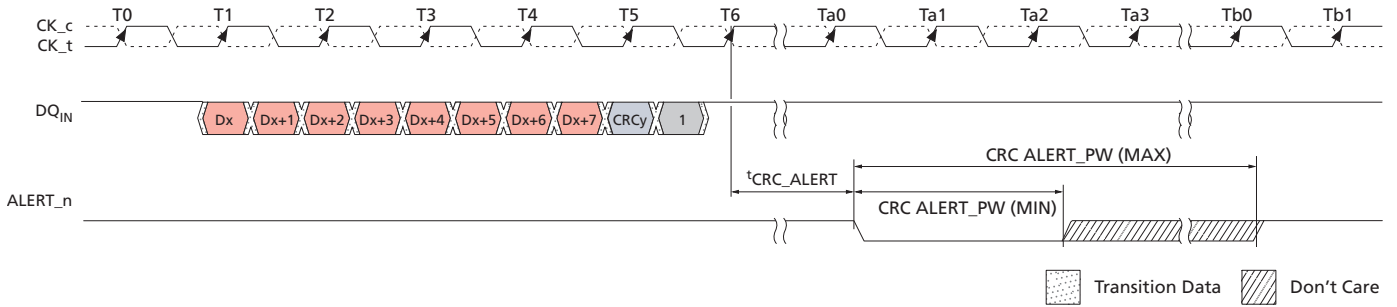 T0 T1 T2 T3 T4 T5 T6 Ta0 Ta1 Ta2 Ta3 Tb0 Tb1
CK_c
CK_t
DQIN
Dx Dx+1 Dx+2 Dx+3 Dx+4 Dx+5 Dx+6 Dx+7 CRCy 1
CRC ALERT_PW (MAX)
tCRC_ALERT
CRC ALERT_PW (MIN)
ALERT_n
Transition Data Don't Care